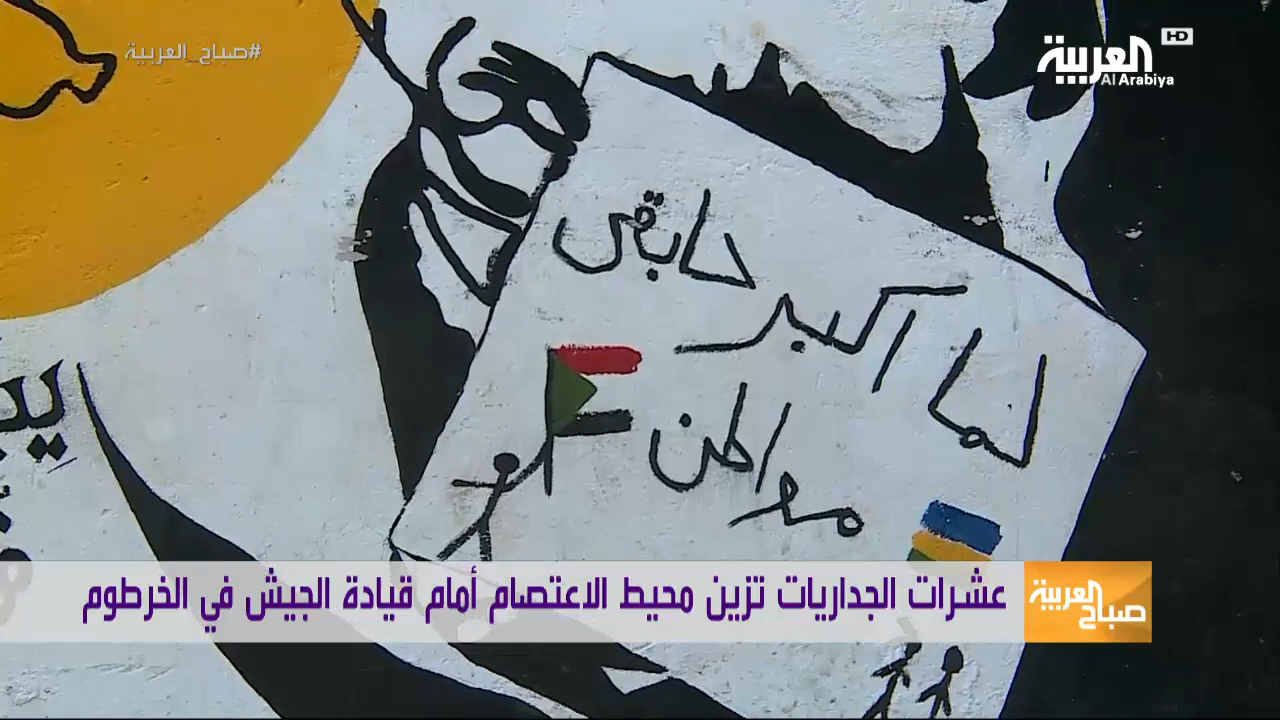 #صباح_العربية
العربية HD
Al Arabiya
لما أكبر حابقى
مواطن
عشرات الجداريات تزين محيط الاعتصام أمام قيادة الجيش في الخرطوم
صباح العربية